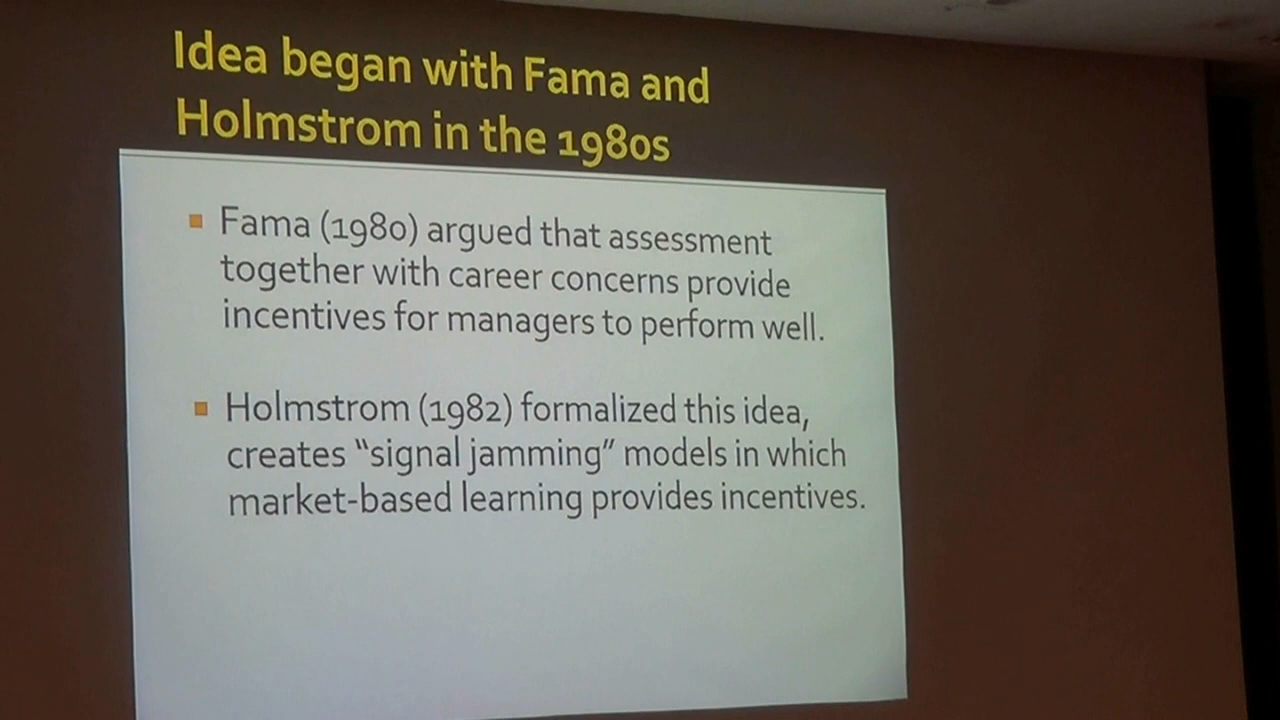 Idea began with Fama and
Holmstrom in the 1980s
Fama (1980) argued that assessment
together with career concerns provide
incentives for managers to perform well.
Holmstrom (1982) formalized this idea,
creates “signal jamming” models in which
market-based learning provides incentives.